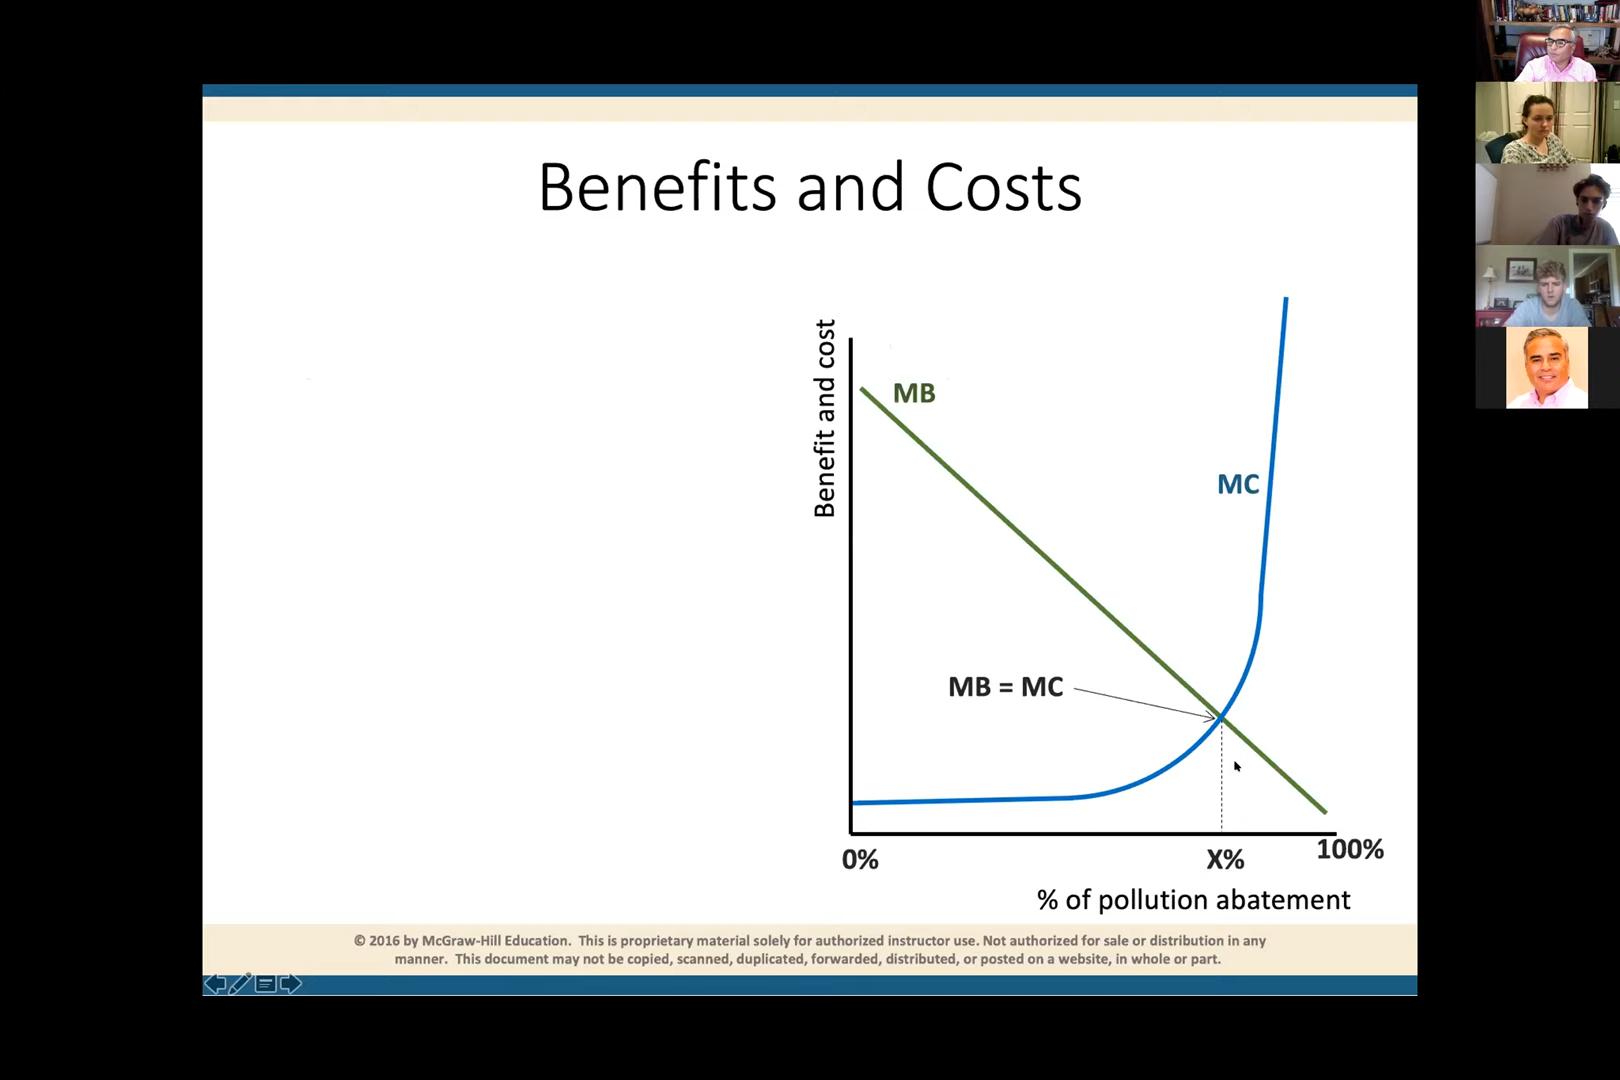 Benefits and Costs
Benefit and cost
MB
MC
MB = MC
0%
X%
100%
% of pollution abatement
© 2016 by McGraw-Hill Education.  This is proprietary material solely for authorized instructor use. Not authorized for sale or distribution in any
manner.  This document may not be copied, scanned, duplicated, forwarded, distributed, or posted on a website, in whole or part.